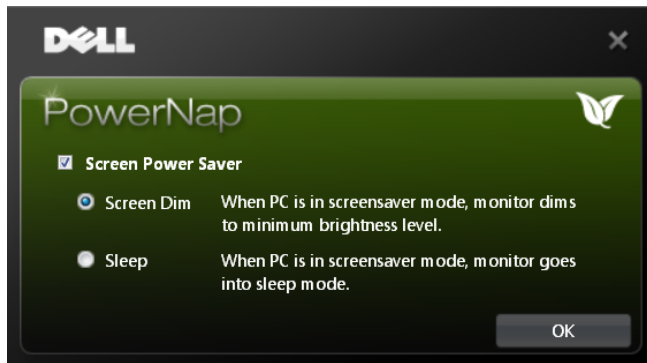 DELL
PowerNap
Screen Power Saver
Screen Dim
When PC is in screensaver mode, monitor dims
to minimum brightness level.
Sleep
When PC is in screensaver mode, monitor goes
into sleep mode.
OK